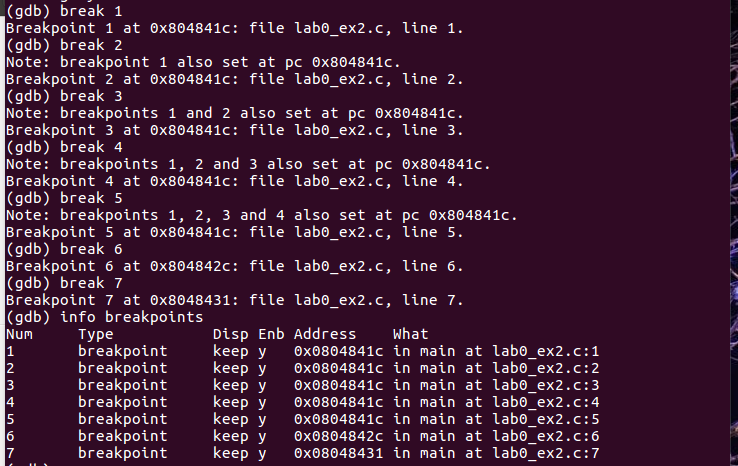 (gdb) break 1
Breakpoint 1 at 0x804841c: file lab0_ex2.c, line 1.
(gdb) break 2
Note: breakpoint 1 also set at pc 0x804841c.
Breakpoint 2 at 0x804841c: file lab0_ex2.c, line 2.
(gdb) break 3
Note: breakpoints 1 and 2 also set at pc 0x804841c.
Breakpoint 3 at 0x804841c: file lab0_ex2.c, line 3.
(gdb) break 4
Note: breakpoints 1, 2 and 3 also set at pc 0x804841c.
Breakpoint 4 at 0x804841c: file lab0_ex2.c, line 4.
(gdb) break 5
Note: breakpoints 1, 2, 3 and 4 also set at pc 0x804841c.
Breakpoint 5 at 0x804841c: file lab0_ex2.c, line 5.
(gdb) break 6
Breakpoint 6 at 0x804842c: file lab0_ex2.c, line 6.
(gdb) break 7
Breakpoint 7 at 0x8048431: file lab0_ex2.c, line 7.
(gdb) info breakpoints
Num     Type           Disp Enb Address    What
1       breakpoint     keep y   0x0804841c in main at lab0_ex2.c:1
2       breakpoint     keep y   0x0804841c in main at lab0_ex2.c:2
3       breakpoint     keep y   0x0804841c in main at lab0_ex2.c:3
4       breakpoint     keep y   0x0804841c in main at lab0_ex2.c:4
5       breakpoint     keep y   0x0804841c in main at lab0_ex2.c:5
6       breakpoint     keep y   0x0804842c in main at lab0_ex2.c:6
7       breakpoint     keep y   0x08048431 in main at lab0_ex2.c:7